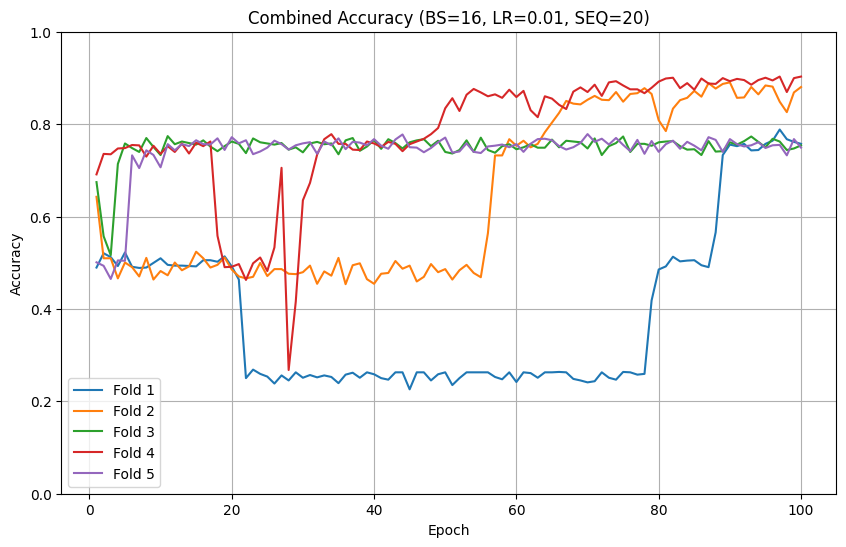 Combined Accuracy (BS=16, LR=0.01, SEQ=20)
1.0
0.8
0.6
0.4
0.2
0.0
Accuracy
Fold 1
Fold 2
Fold 3
Fold 4
Fold 5
0 20 40 60 80 100
Epoch